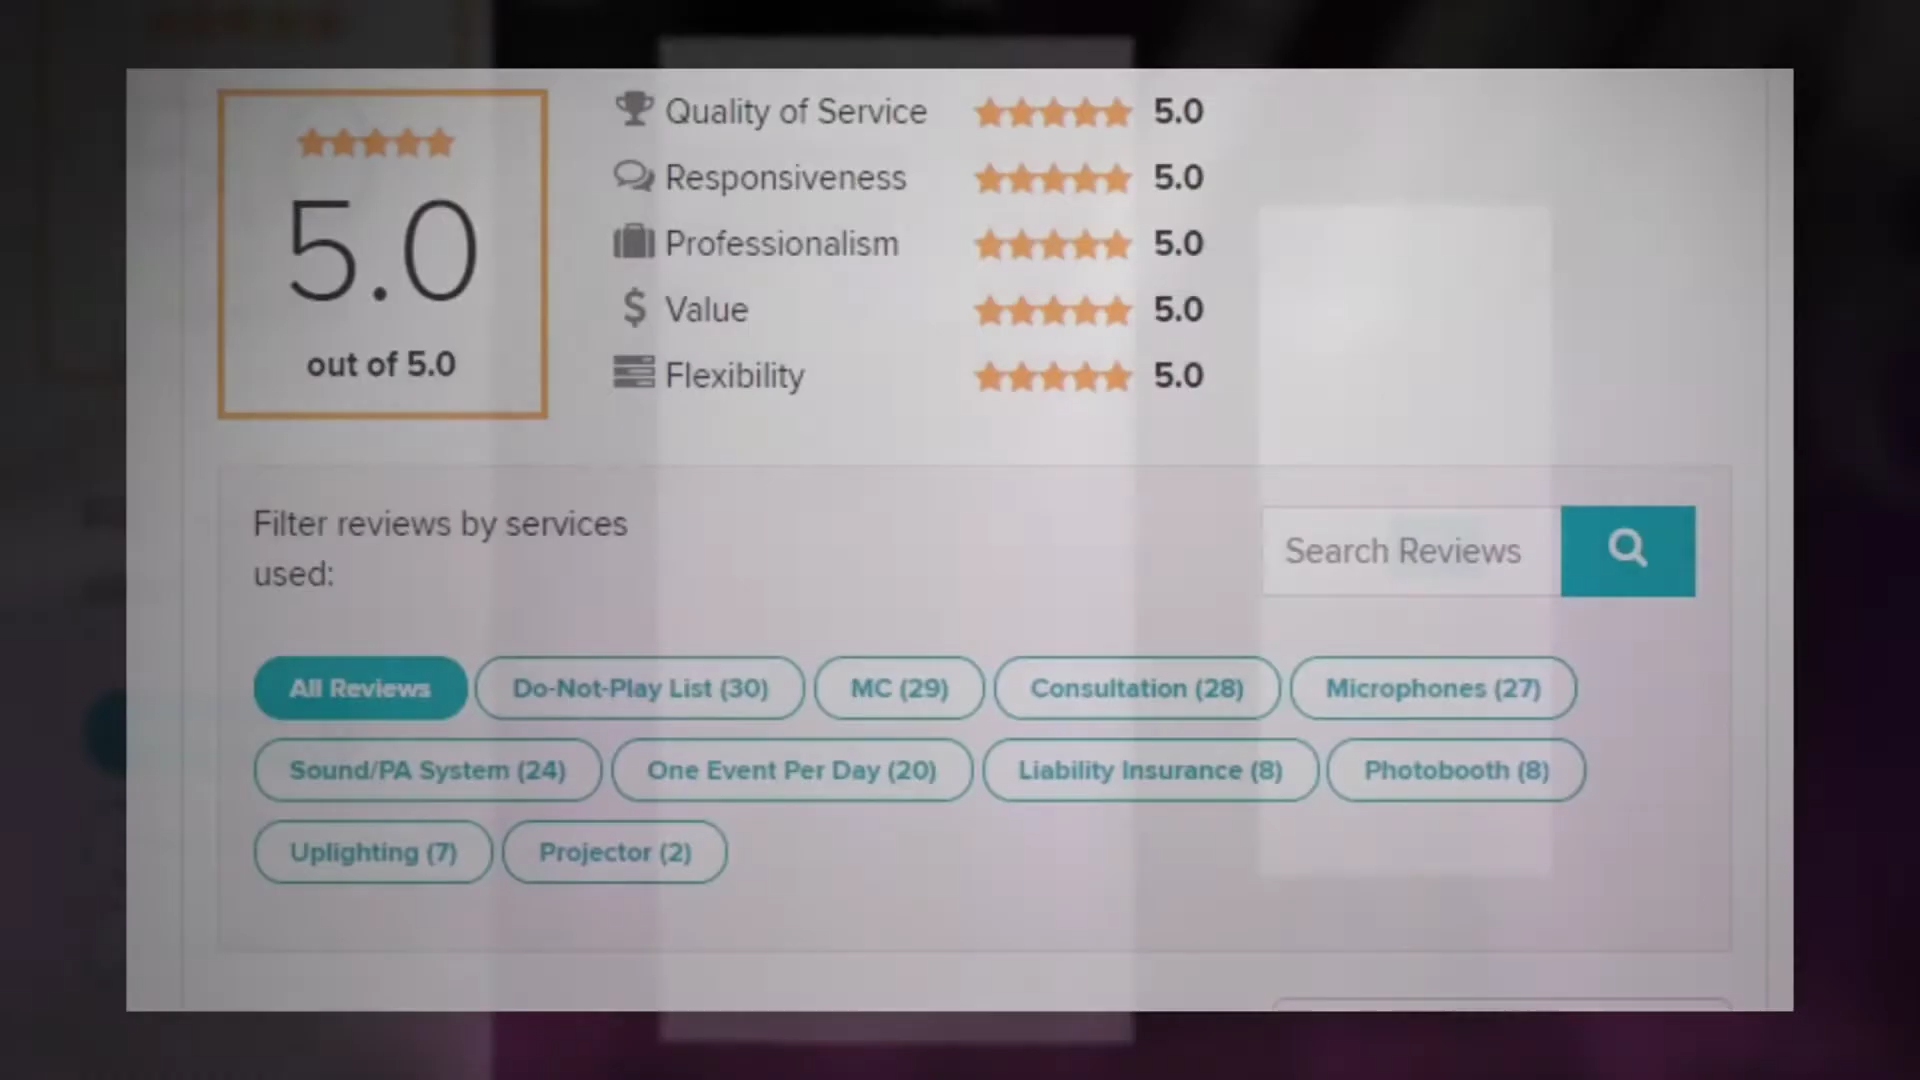 5.0
out of 5.0
Quality of Service 5.0
Responsiveness 5.0
Professionalism 5.0
$ Value 5.0
Flexibility 5.0
Filter reviews by services
used:
Search Reviews
All Reviews Do-Not-Play List (30) MC (29) Consultation (28) Microphones (27)
Sound/PA System (24) One Event Per Day (20) Liability Insurance (8) Photobooth (8)
Uplighting (7) Projector (2)